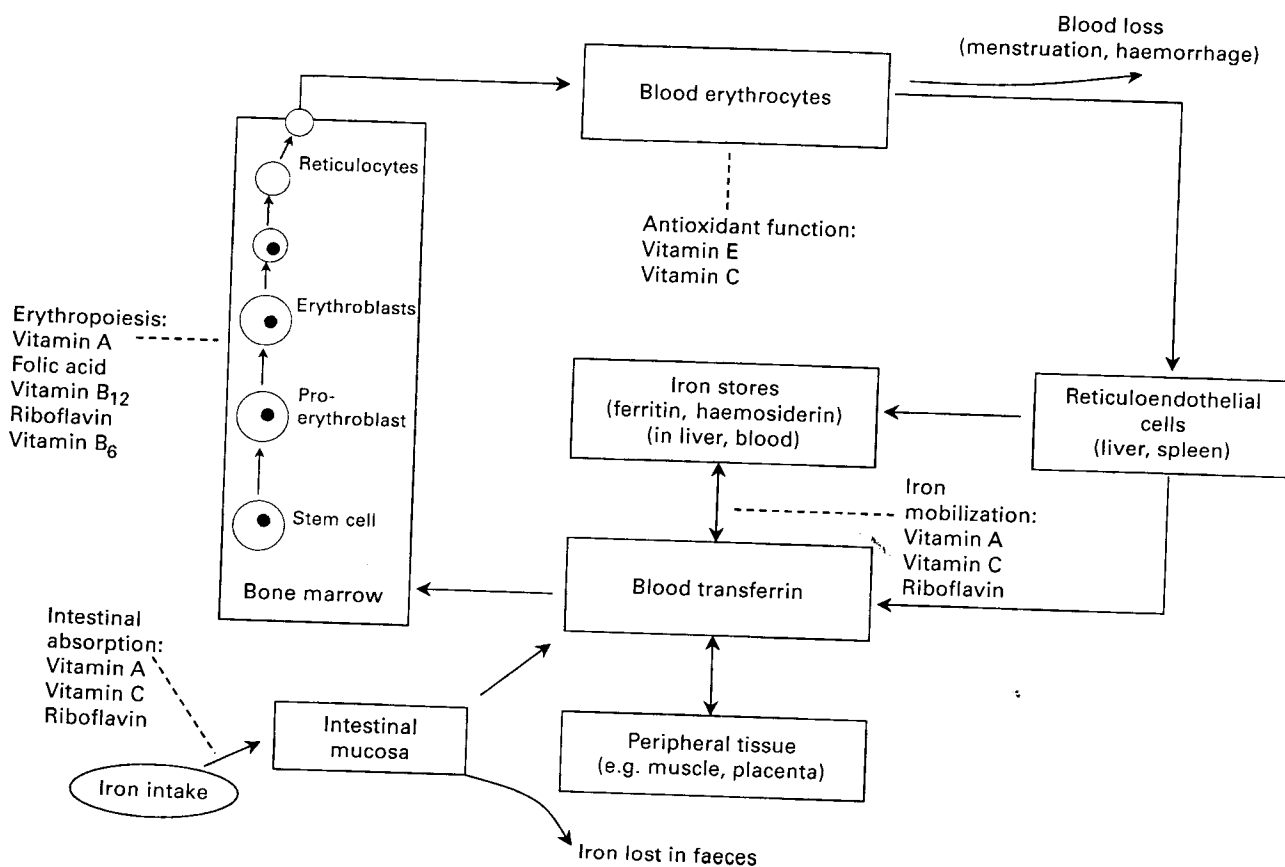 Blood loss
(menstruation, haemorrhage)
Blood erythrocytes
Reticulocytes
Antioxidant function:
Vitamin E
Vitamin C
Erythropoiesis:
Vitamin A
Folic acid
Vitamin B12
Riboflavin
Vitamin B6
Erythroblasts
Pro-
erythroblast
Stem cell
Bone marrow
Iron stores
(ferritin, haemosiderin)
(in liver, blood)
Reticuloendothelial
cells
(liver, spleen)
Iron
mobilization:
Vitamin A
Vitamin C
Riboflavin
Blood transferrin
Intestinal
absorption:
Vitamin A
Vitamin C
Riboflavin
Intestinal
mucosa
Peripheral tissue
(e.g. muscle, placenta)
Iron intake
Iron lost in faeces